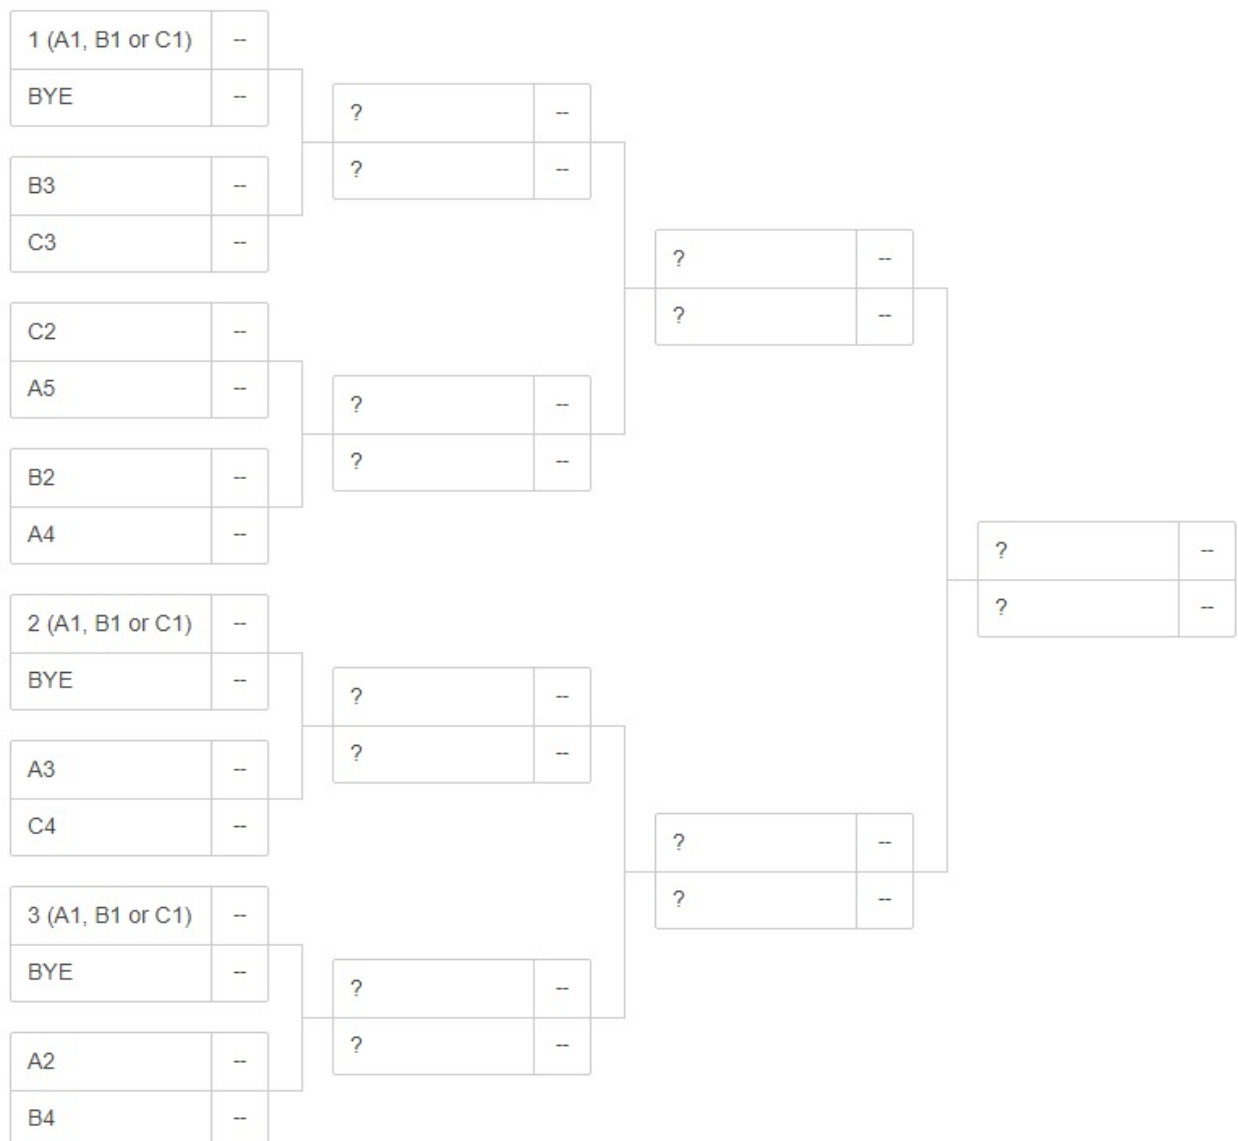 1 (A1, B1 or C1) --
BYE --
B3 --
C3 --
C2 --
A5 --
B2 --
A4 --
2 (A1, B1 or C1) --
BYE --
A3 --
C4 --
3 (A1, B1 or C1) --
BYE --
A2 --
B4 --
? --
? --
? --
? --
? --
? --
? --
? --
? --
? --
? --
? --
? --
? --